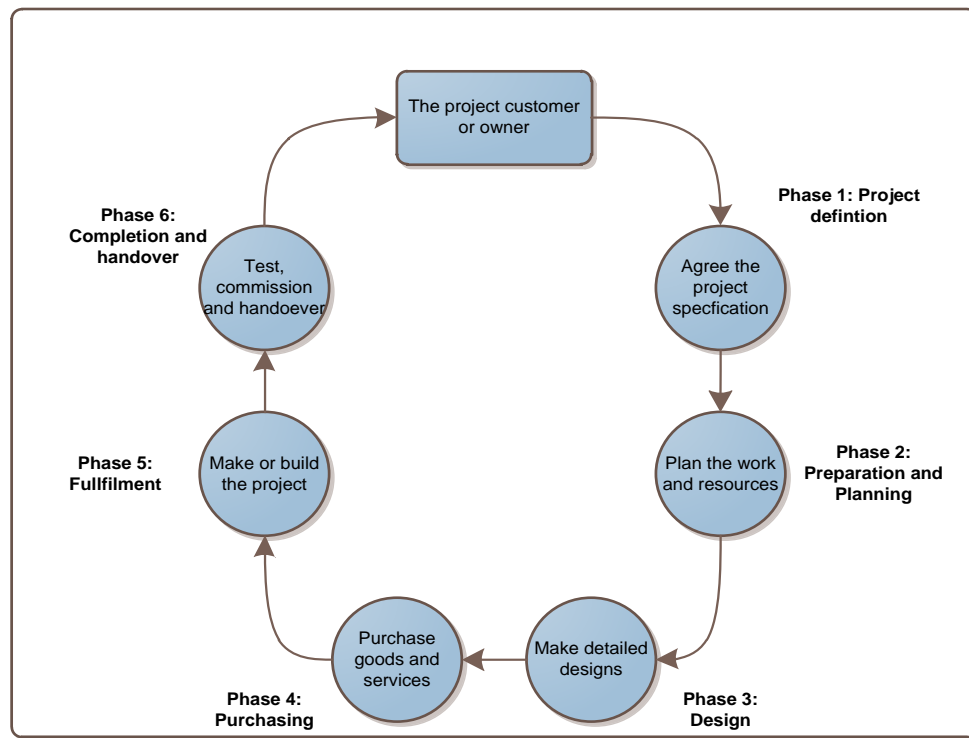 The project customer
or owner
Phase 1: Project
defintion
Agree the
project
specfication
Phase 2:
Preparation and
Planning
Plan the work
and resources
Make detailed
designs
Phase 3:
Design
Purchase
goods and
services
Phase 4:
Purchasing
Make or build
the project
Phase 5:
Fullfilment
Test,
commission
and handoever
Phase 6:
Completion and
handover